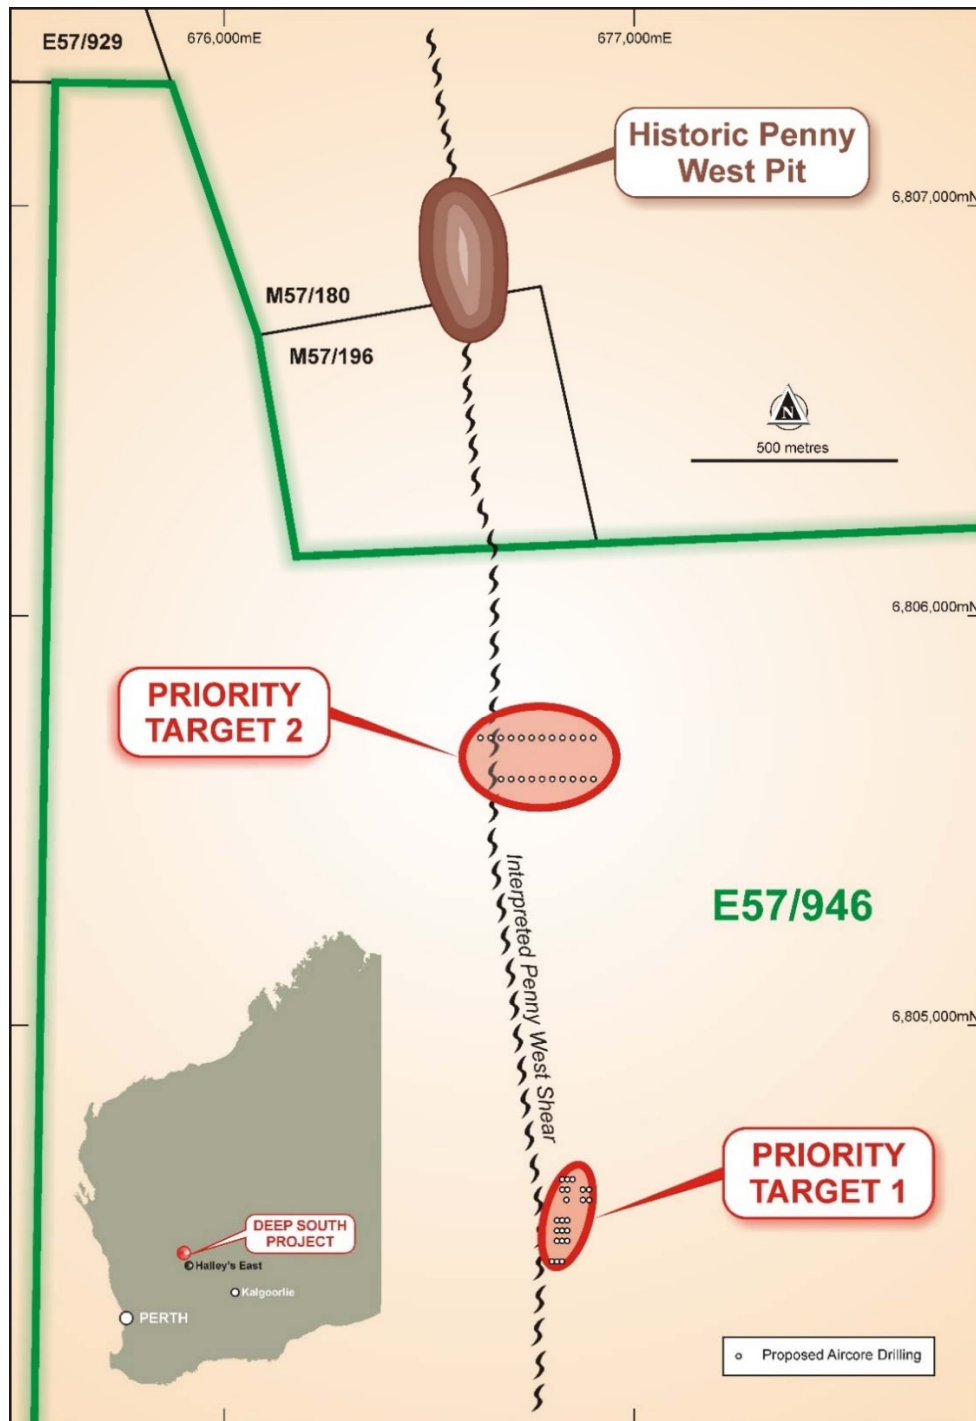 E57/929
676,000mE
677,000mE
Historic Penny
West Pit
6,807,000mN
M57/180
M57/196
N
500 metres
6,806,000mN
PRIORITY
TARGET 2
Interpreted Penny West Shear
E57/946
6,805,000mN
PRIORITY
TARGET 1
DEEP SOUTH
PROJECT
Halley's East
Kalgoorlie
PERTH
Proposed Aircore Drilling